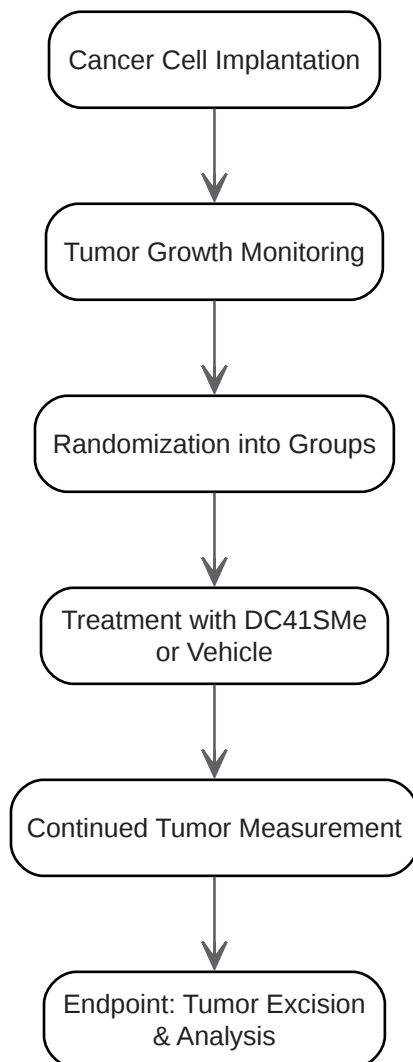 Cancer Cell Implantation
Tumor Growth Monitoring
Randomization into Groups
Treatment with DC41SMe
or Vehicle
Continued Tumor Measurement
Endpoint: Tumor Excision
& Analysis